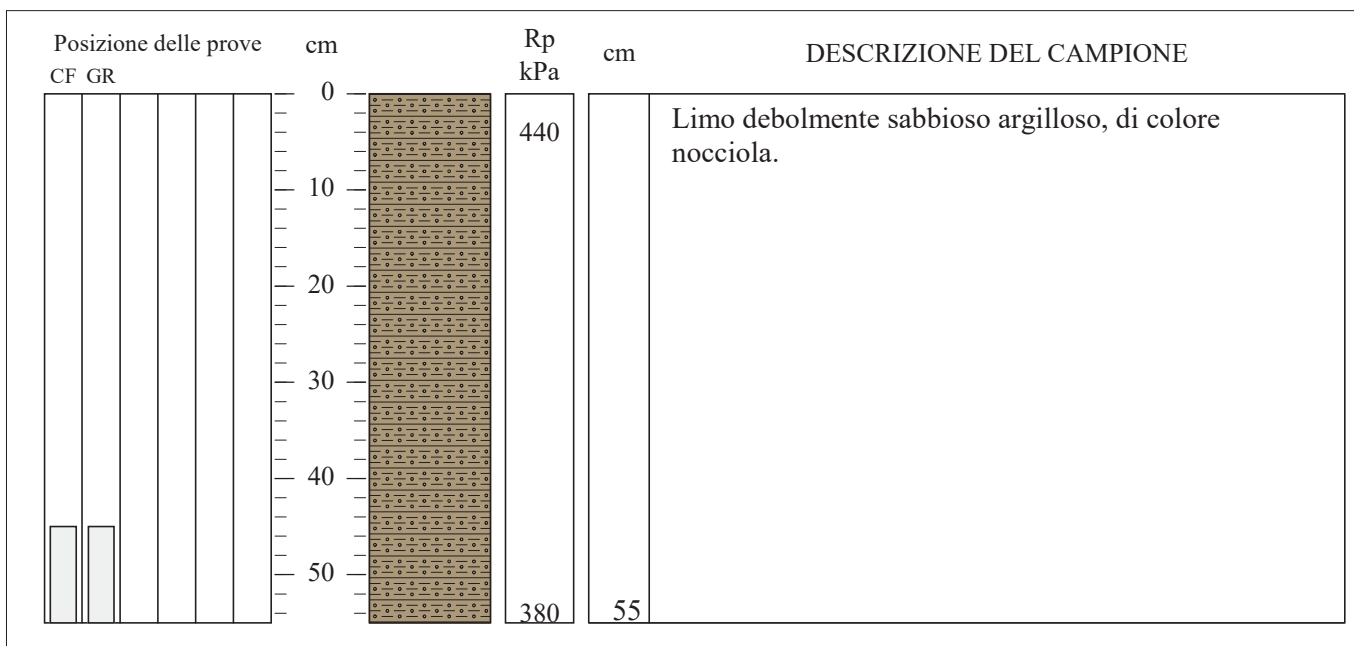 Posizione delle prove
CF GR
cm
Rp
kPa
cm
DESCRIZIONE DEL CAMPIONE
0
10
20
30
40
50
440
380
55
Limo debolmente sabbioso argilloso, di colore
nocciola.